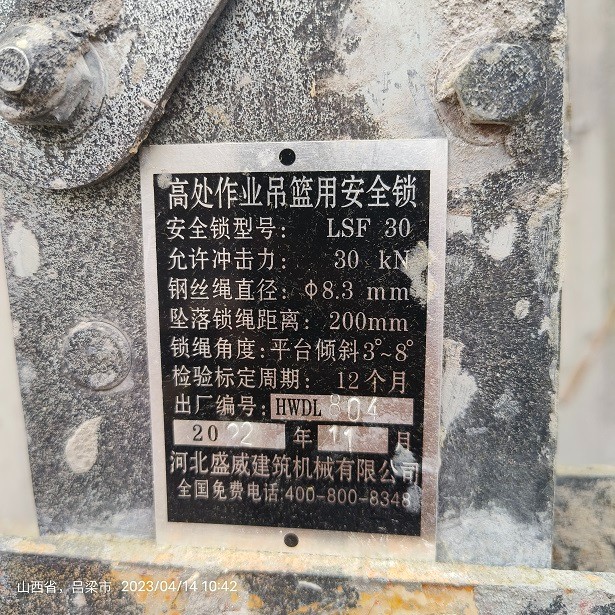 高处作业吊篮用安全锁
安全锁型号: LSF 30
允许冲击力: 30 kN
钢丝绳直径: Φ8.3 mm
坠落锁绳距离: 200mm
锁绳角度:平台倾斜3°~8°
检验标定周期: 12个月
出厂编号: HWDL 804
2022 年 11 月
河北盛威建筑机械有限公司
全国免费电话:400-800-8348
山西省，吕梁市 2023/04/14 10:42